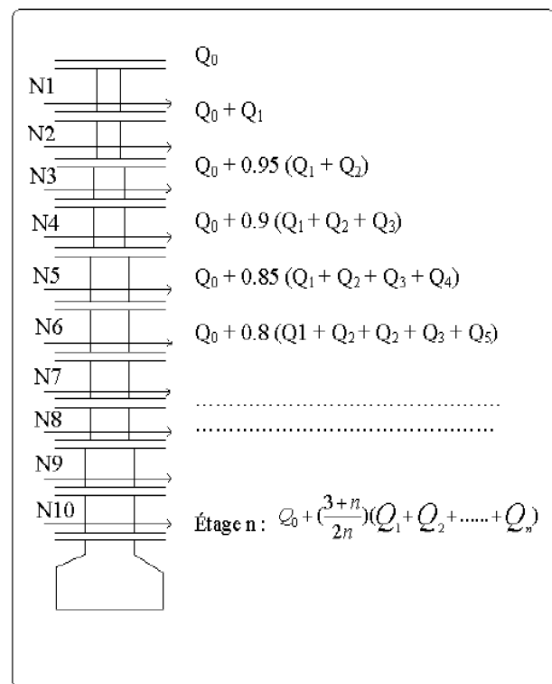 Q₀
N1
Q₀ + Q₁
N2
Q₀ + 0.95 (Q₁ + Q₂)
N3
Q₀ + 0.9 (Q₁ + Q₂ + Q₃)
N4
Q₀ + 0.85 (Q₁ + Q₂ + Q₃ + Q₄)
N5
Q₀ + 0.8 (Q1 + Q₂ + Q₂ + Q₃ + Q₅)
N6
N7
................................................
N8
................................................
N9
N10
Étage n : Q₀ + (3+n/2n)(Q₁ + Q₂ + ...... + Qₙ)